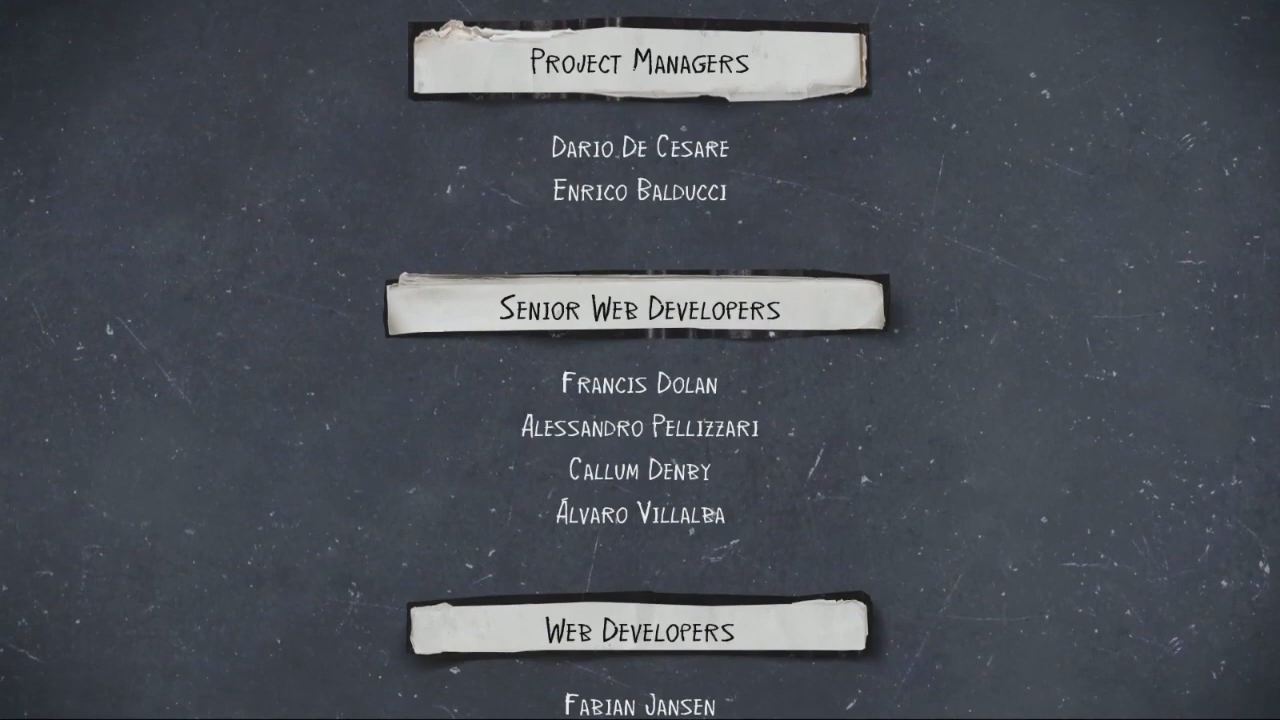 Project Managers
Dario De Cesare
Enrico Balducci
Senior Web Developers
Francis Dolan
Alessandro Pellizzari
Callum Denby
Álvaro Villalba
Web Developers
Fabian Jansen